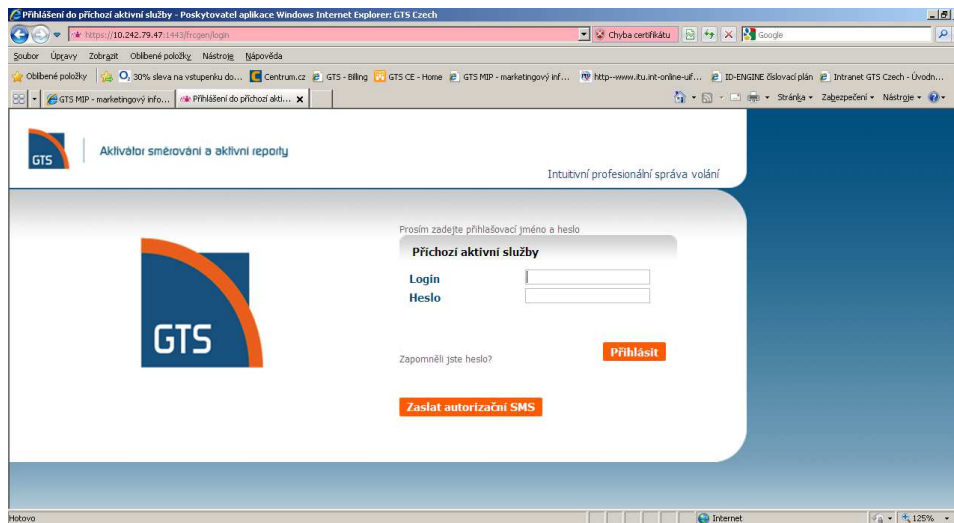 Přihlášení do příchozí aktivní služby - Poskytovatel aplikace Windows Internet Explorer: GTS Czech
https://10.242.79.47:1443/frcgen/login
Chyba certifikátu
Google
Soubor Úpravy Zobrazit Oblíbené položky Nástroje Nápověda
Oblíbené položky
30% sleva na vstupenku do...
Centrum.cz
GTS - Billing
GTS CE - Home
GTS MIP - marketingový inf...
http--www.itu.int-online-uif...
ID-ENGINE číslovací plán
Intranet GTS Czech - Úvodn...
GTS MIP - marketingový info...
Přihlášení do příchozí akti...
Stránka
Zabezpečení
Nástroje
GTS
Aktivátor směrování a aktivní reporty
Intuitivní profesionální správa volání
Prosím zadejte přihlašovací jméno a heslo
Příchozí aktivní služby
Login
Heslo
GTS
Přihlásit
Zapomněli jste heslo?
Zaslat autorizační SMS
Hotovo
Internet
125%